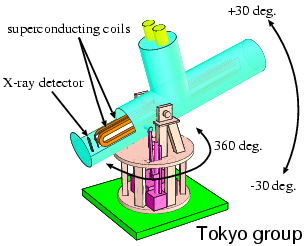 +30 deg.
superconducting coils
X-ray detector
360 deg.
-30 deg.
Tokyo group